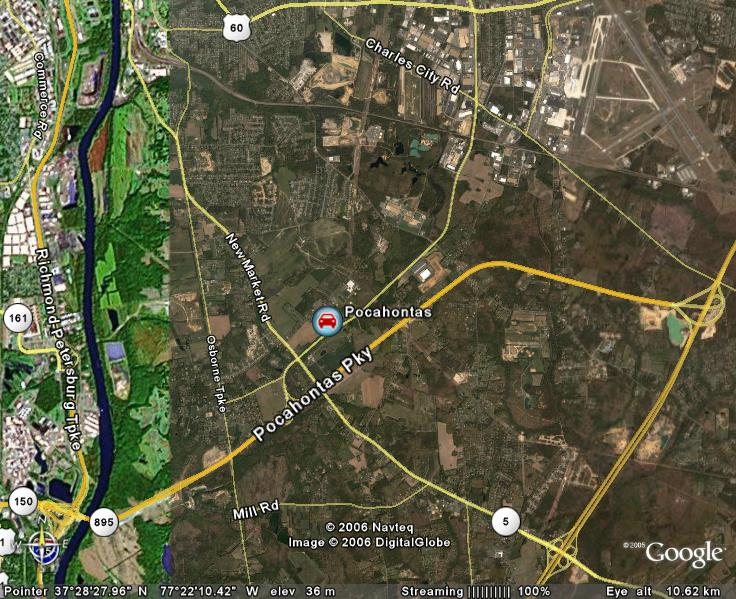 60
Charles City Rd
Commerce Rd
New Market Rd
Richmond-Petersburg Tpke
161
Pocahontas
Osborne Tpke
Pocahontas Pky
150
895
Mill Rd
5
1
N
E
© 2006 Navteq
Image © 2006 DigitalGlobe
© 2005 Google
Pointer 37°28'27.96" N 77°22'10.42" W elev 36 m Streaming |||||||||| 100% Eye alt 10.62 km